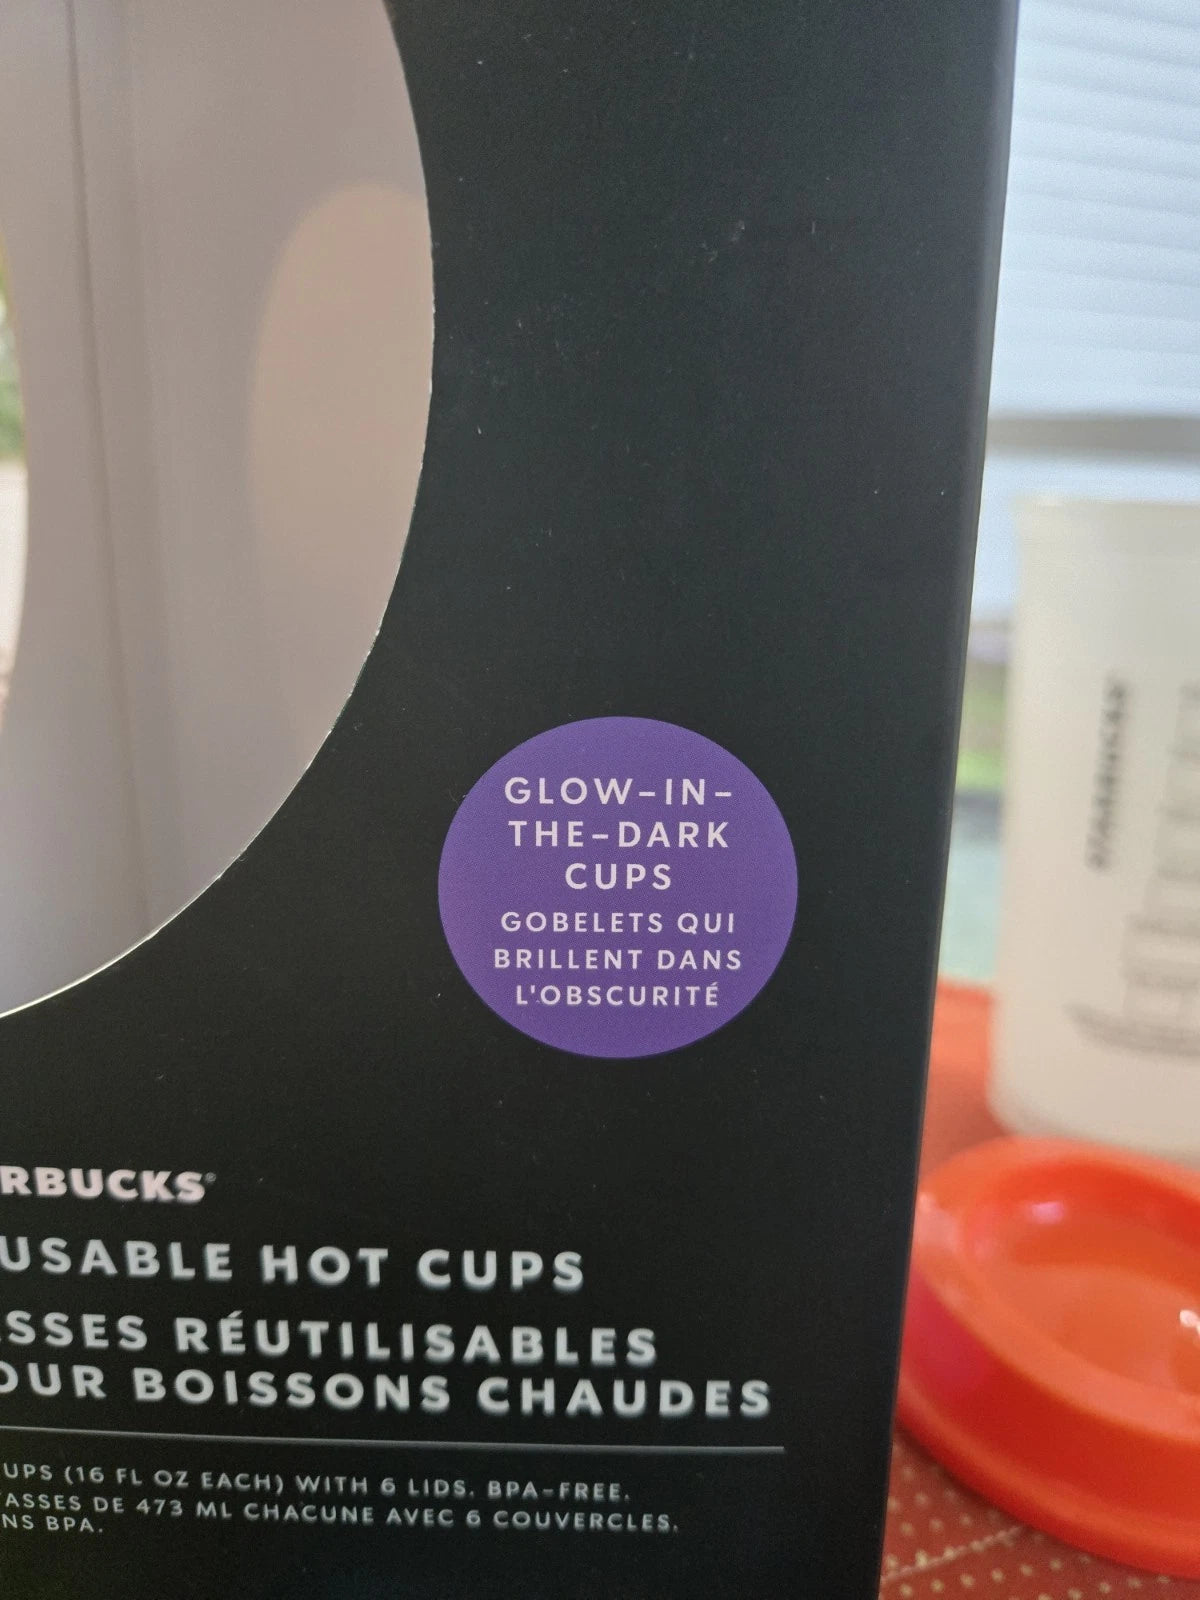 GLOW-IN-
THE-DARK
CUPS
GOBELETS QUI
BRILLENT DANS
L'OBSCURITÉ
RBUCKS®
USABLE HOT CUPS
SSES RÉUTILISABLES
OUR BOISSONS CHAUDES
UPS (16 FL OZ EACH) WITH 6 LIDS. BPA-FREE.
ASSES DE 473 ML CHACUNE AVEC 6 COUVERCLES.
NS BPA.
STARBUCKS